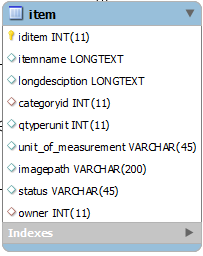 item
iditem INT(11)
itemname LONGTEXT
longdesciption LONGTEXT
categoryid INT(11)
qtyperunit INT(11)
unit_of_measurement VARCHAR(45)
imagepath VARCHAR(200)
status VARCHAR(45)
owner INT(11)
Indexes